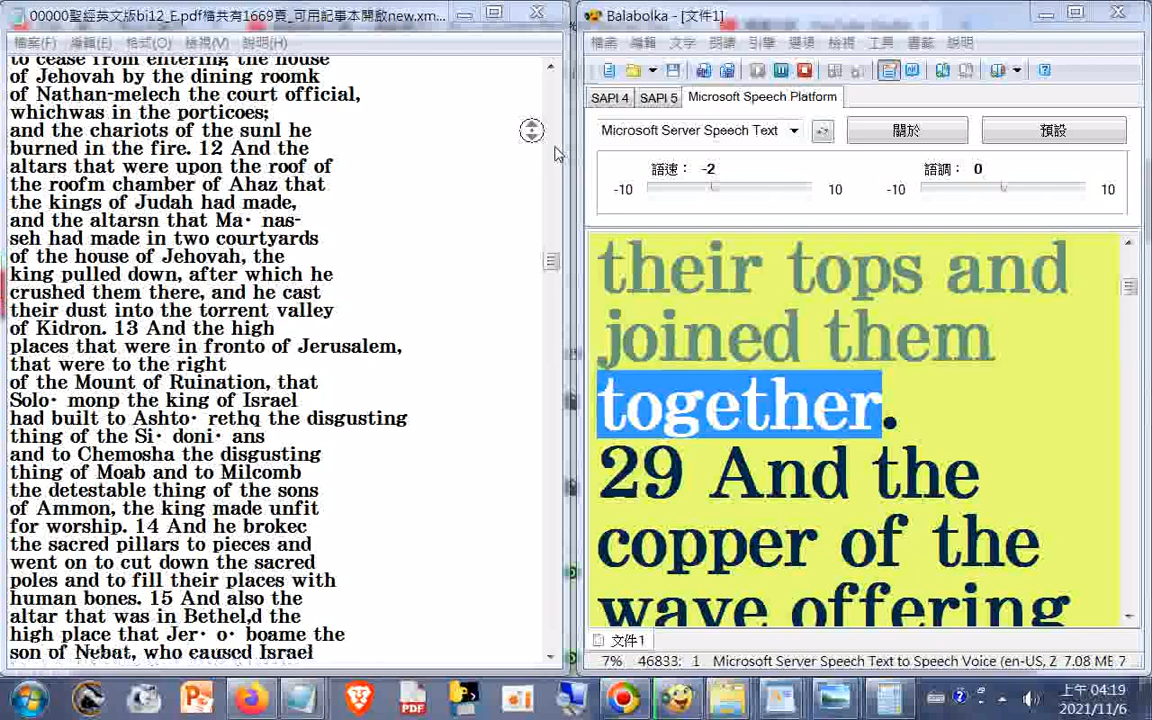 00000聖經英文版bi12_E.pdf檔共有1669頁_可用記事本開啟new.xm...
檔案(F) 編輯(E) 格式(O) 檢視(V) 說明(H)
to cease from entering the house
of Jehovah by the dining roomk
of Nathan-melech the court official,
whichwas in the porticoes;
and the chariots of the sunl he
burned in the fire. 12 And the
altars that were upon the roof of
the roofm chamber of Ahaz that
the kings of Judah had made,
and the altarsn that Ma· nas-
seh had made in two courtyards
of the house of Jehovah, the
king pulled down, after which he
crushed them there, and he cast
their dust into the torrent valley
of Kidron. 13 And the high
places that were in fronto of Jerusalem,
that were to the right
of the Mount of Ruination, that
Solo· monp the king of Israel
had built to Ashto· rethq the disgusting
thing of the Si· doni· ans
and to Chemosha the disgusting
thing of Moab and to Milcomb
the detestable thing of the sons
of Ammon, the king made unfit
for worship. 14 And he brokec
the sacred pillars to pieces and
went on to cut down the sacred
poles and to fill their places with
human bones. 15 And also the
altar that was in Bethel,d the
high place that Jer· o· boame the
son of Nebat, who caused Israel
Balabolka - [文件1]
檔案 編輯 文字 朗讀 引擎 選項 檢視 工具 書籤 說明
SAPI 4 SAPI 5 Microsoft Speech Platform
Microsoft Server Speech Text 關於 預設
語速： -2 語調： 0
-10 10 -10 10
their tops and
joined them
together.
29 And the
copper of the
wave offering
文件1
7% 46833: 1 Microsoft Server Speech Text to Speech Voice (en-US, Z 7.08 ME 7
上午 04:19
2021/11/6